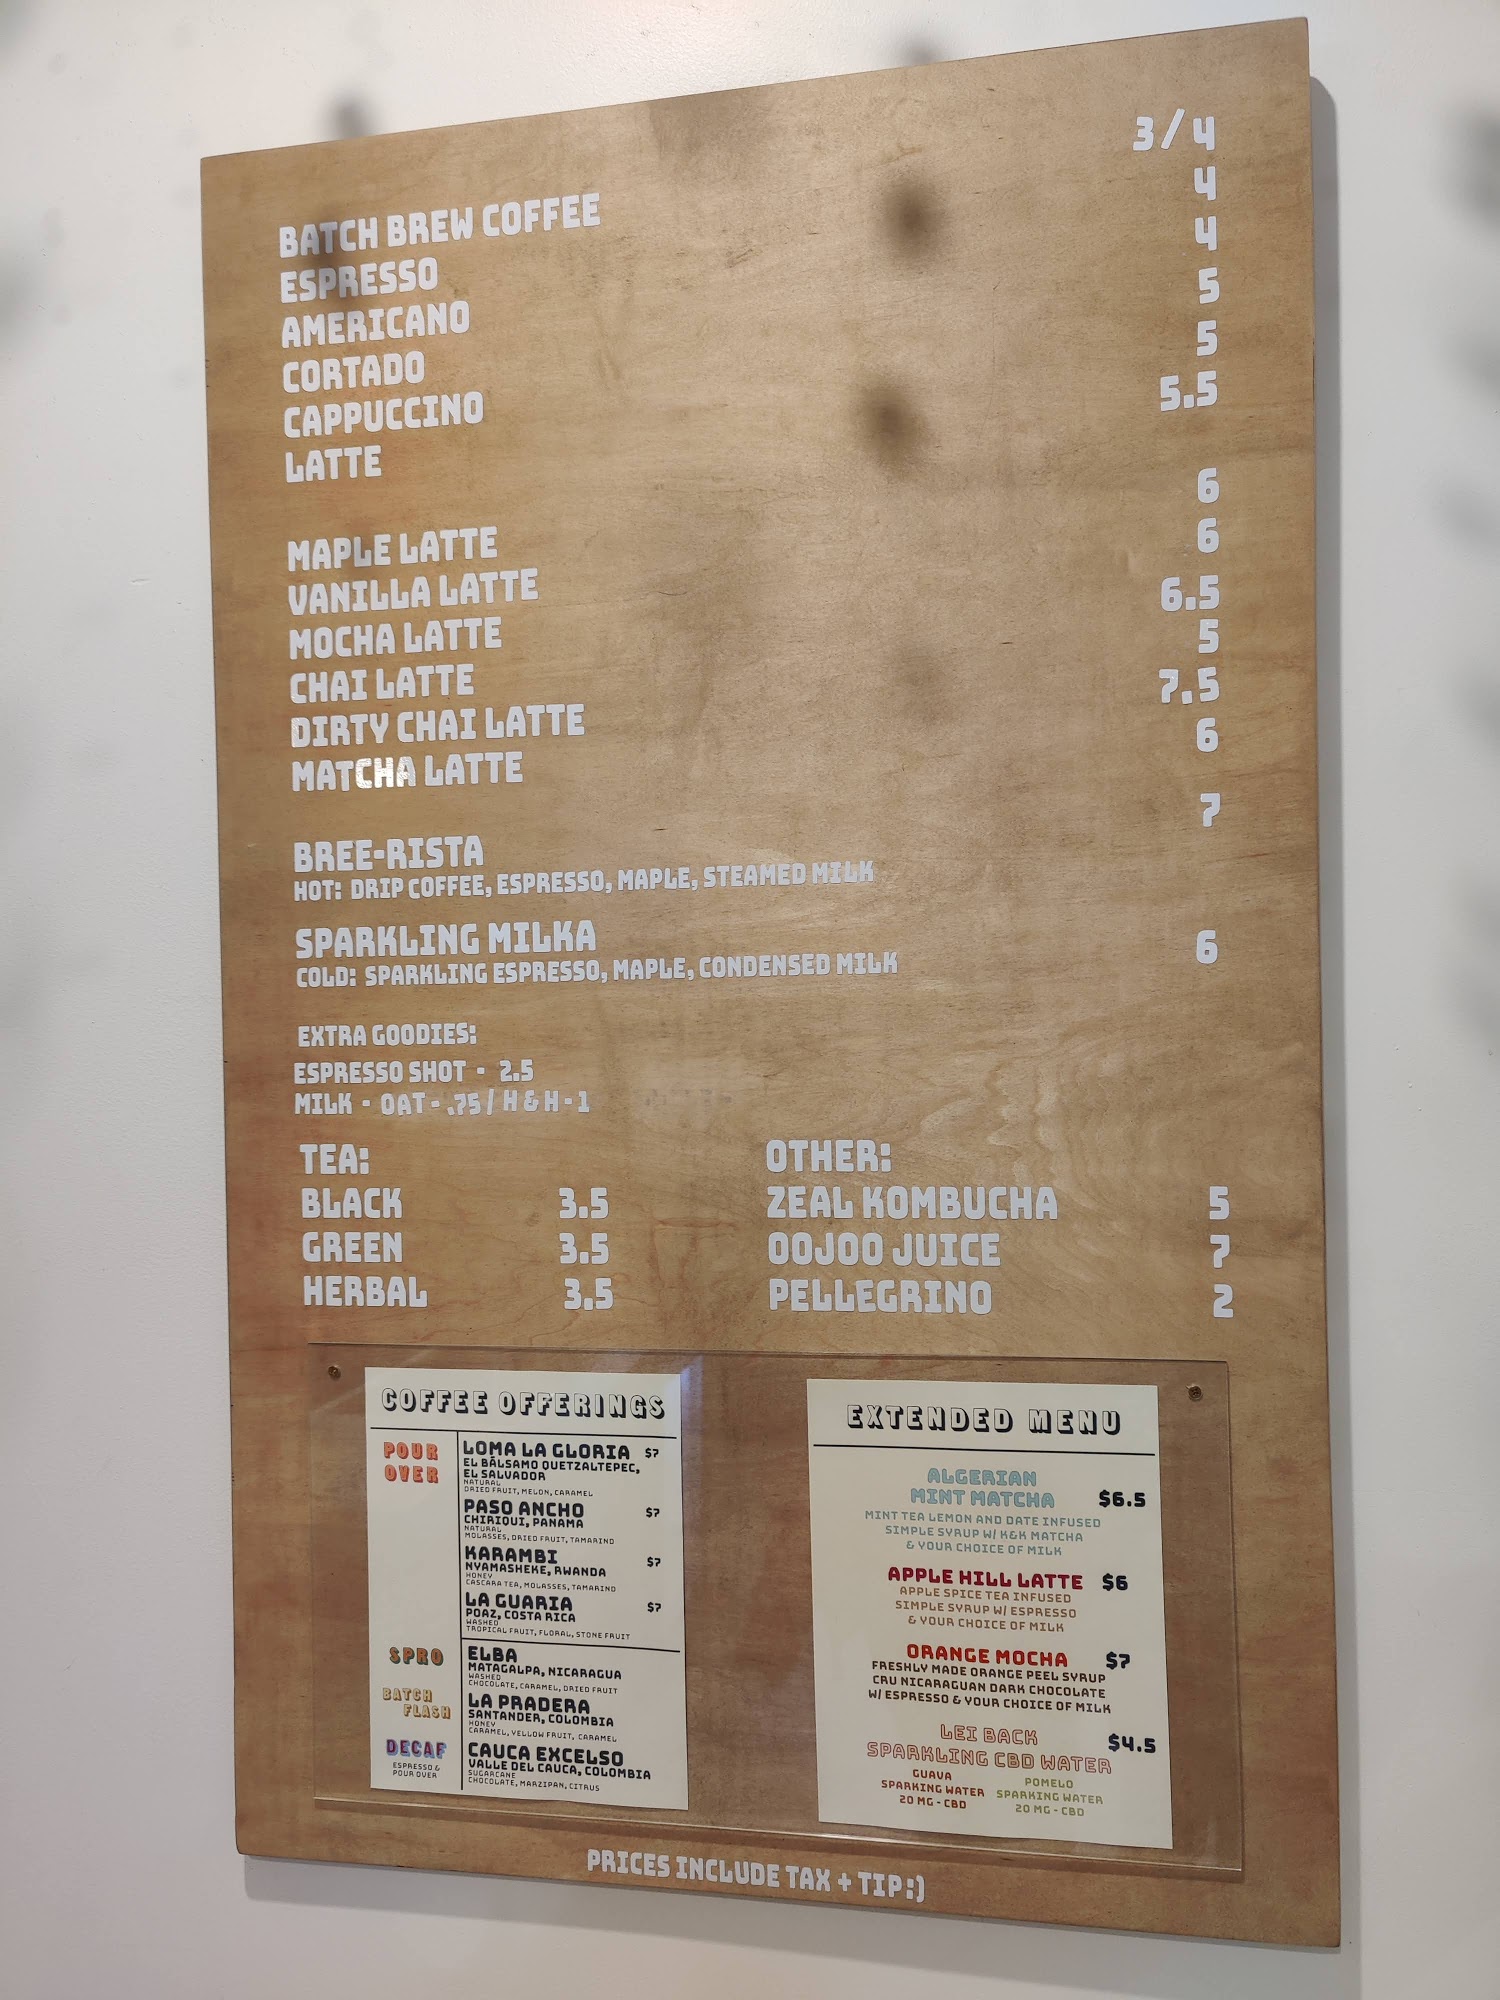 BATCH BREW COFFEE 3/4
ESPRESSO 4
AMERICANO 4
CORTADO 5
CAPPUCCINO 5
LATTE 5.5
MAPLE LATTE 6
VANILLA LATTE 6
MOCHA LATTE 6.5
CHAI LATTE 5
DIRTY CHAI LATTE 7.5
MATCHA LATTE 6
BREE-RISTA 7
HOT: DRIP COFFEE, ESPRESSO, MAPLE, STEAMED MILK
SPARKLING MILKA 6
COLD: SPARKLING ESPRESSO, MAPLE, CONDENSED MILK
EXTRA GOODIES:
ESPRESSO SHOT - 2.5
MILK - OAT - .75 / H & H - 1
TEA:
BLACK 3.5
GREEN 3.5
HERBAL 3.5
OTHER:
ZEAL KOMBUCHA 5
OOJOO JUICE 7
PELLEGRINO 2
COFFEE OFFERINGS
POUR
OVER
LOMA LA GLORIA $7
EL BÁLSAMO QUETZALTEPEC,
EL SALVADOR
NATURAL
DRIED FRUIT, MELON, CARAMEL
PASO ANCHO $7
CHIRIQUI, PANAMA
NATURAL
MOLASSES, DRIED FRUIT, TAMARIND
KARAMBI $7
NYAMASHEKE, RWANDA
HONEY
CASCARA TEA, MOLASSES, TAMARIND
LA GUARIA $7
POAZ, COSTA RICA
WASHED
TROPICAL FRUIT, FLORAL, STONE FRUIT
SPRO
ELBA
MATAGALPA, NICARAGUA
WASHED
CHOCOLATE, CARAMEL, DRIED FRUIT
BATCH
FLASH
LA PRADERA
SANTANDER, COLOMBIA
HONEY
CARAMEL, YELLOW FRUIT, CARAMEL
DECAF
ESPRESSO &
POUR OVER
CAUCA EXCELSO
VALLE DEL CAUCA, COLOMBIA
SUGARCANE
CHOCOLATE, MARZIPAN, CITRUS
EXTENDED MENU
ALGERIAN
MINT MATCHA $6.5
MINT TEA LEMON AND DATE INFUSED
SIMPLE SYRUP W/ K&K MATCHA
& YOUR CHOICE OF MILK
APPLE HILL LATTE $6
APPLE SPICE TEA INFUSED
SIMPLE SYRUP W/ ESPRESSO
& YOUR CHOICE OF MILK
ORANGE MOCHA $7
FRESHLY MADE ORANGE PEEL SYRUP
CRU NICARAGUAN DARK CHOCOLATE
W/ ESPRESSO & YOUR CHOICE OF MILK
LEI BACK $4.5
SPARKLING CBD WATER
GUAVA
SPARKING WATER
20 MG - CBD
POMELO
SPARKING WATER
20 MG - CBD
PRICES INCLUDE TAX + TIP :)